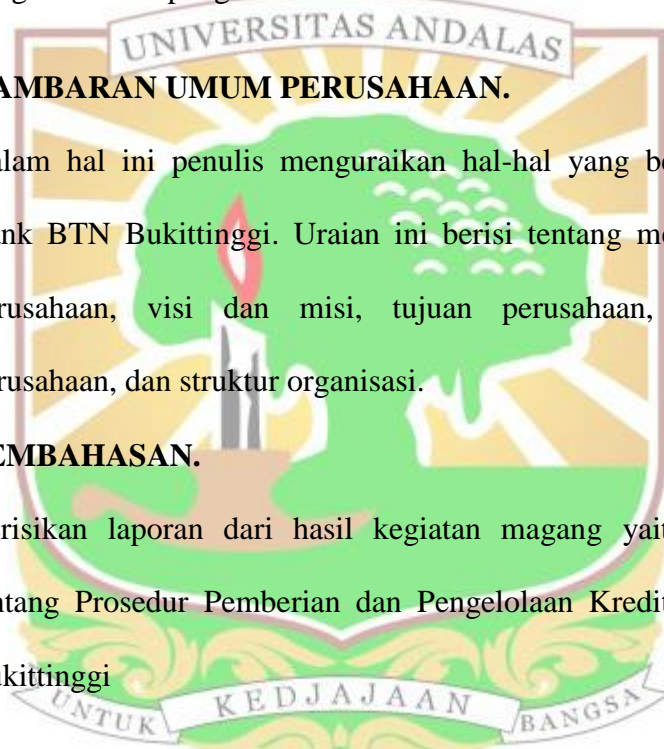 UNIVERSITAS ANDALAS
AMBARAN UMUM PERUSAHAAN.
alam hal ini penulis menguraikan hal-hal yang be
ank BTN Bukittinggi. Uraian ini berisi tentang me
rusahaan, visi dan misi, tujuan perusahaan,
rusahaan, dan struktur organisasi.
EMBAHASAN.
risikan laporan dari hasil kegiatan magang yait
ntang Prosedur Pemberian dan Pengelolaan Kredit
ukittinggi
UNTUK KEDJAJAAN BANGSA